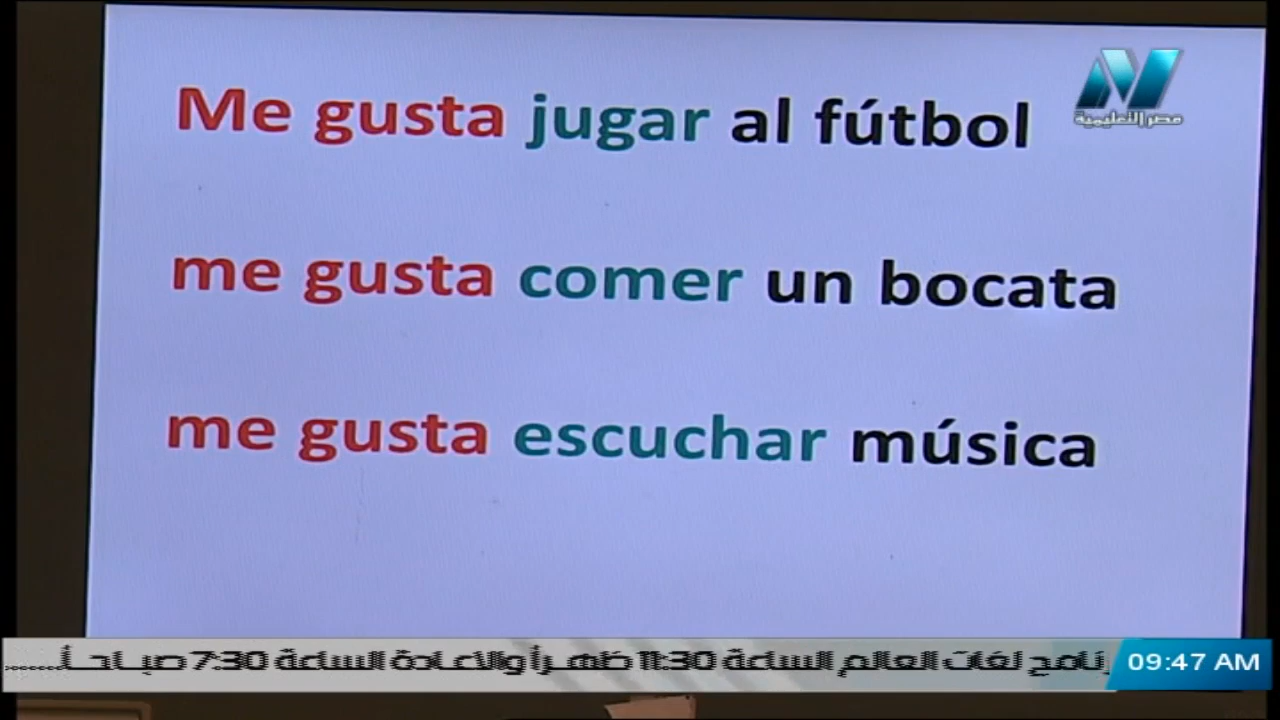 Me gusta jugar al fútbol
مصر التعليمية
me gusta comer un bocata
me gusta escuchar música
لغات العالم الساعة 11:30 ظهراً والاعادة الساعة 7:30 صباحاً......
09:47 AM